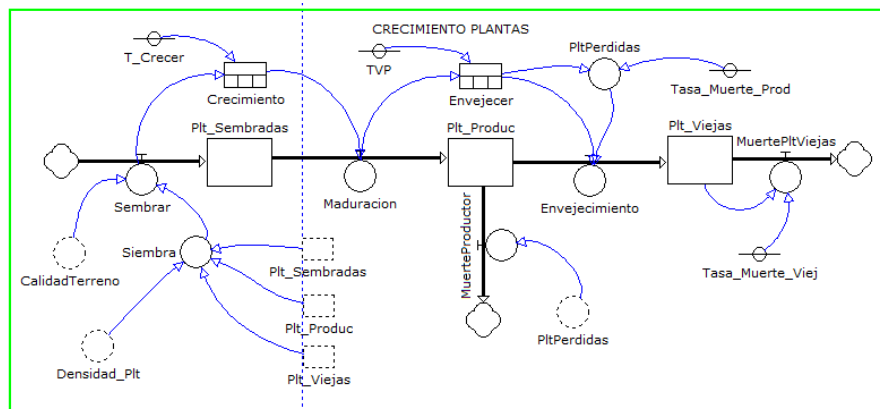 CRECIMIENTO PLANTAS
T_Crecer
TVP
PltPerdidas
Tasa_Muerte_Prod
Crecimiento
Envejecer
Plt_Sembradas
Plt_Produc
Plt_Viejas
MuertePltViejas
Sembrar
Maduracion
Envejecimiento
MuerteProductor
Siembra
CalidadTerreno
Plt_Sembradas
Tasa_Muerte_Viej
Plt_Produc
PltPerdidas
Densidad_Plt
Plt_Viejas